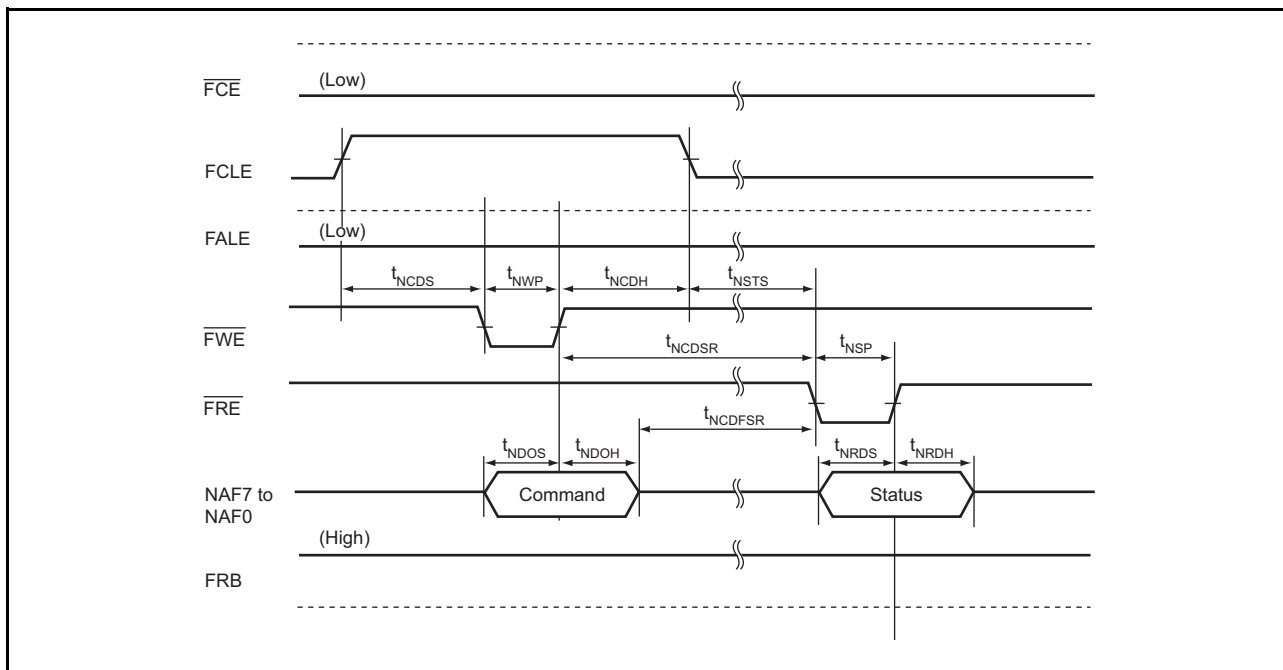 FCE (Low)
FCLE
FALE (Low)
tNCDS tNWP tNCDH tNSTS
FWE
tNCDSR tNSP
FRE
tNCDFSR
tNDOS tNDOH tNRDS tNRDH
NAF7 to
NAF0
Command Status
(High)
FRB